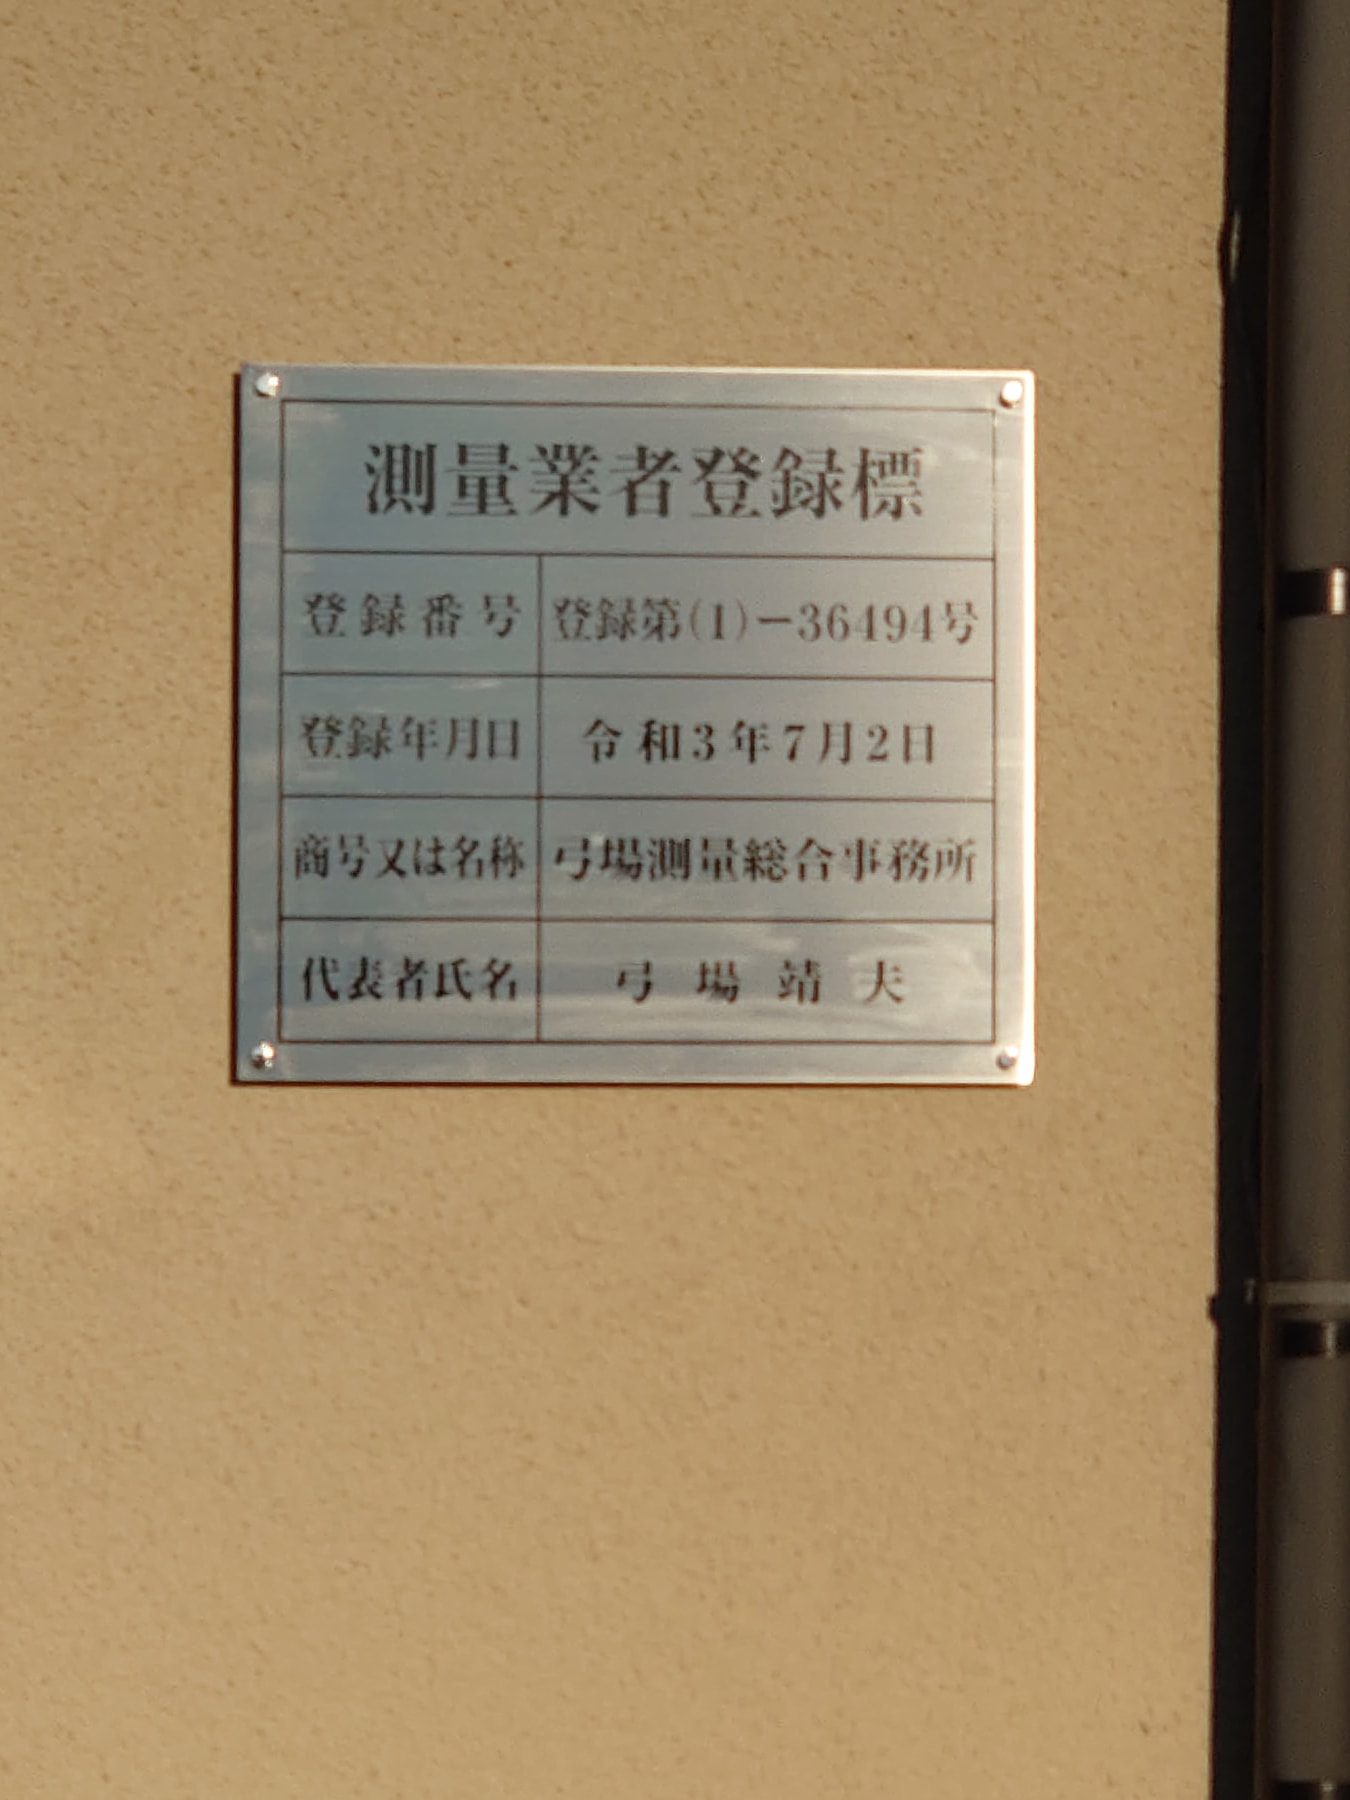 測量業者登録標
登録番号 登録第(1)－36494号
登録年月日 令和3年7月2日
商号又は名称 弓場測量総合事務所
代表者氏名 弓場靖夫